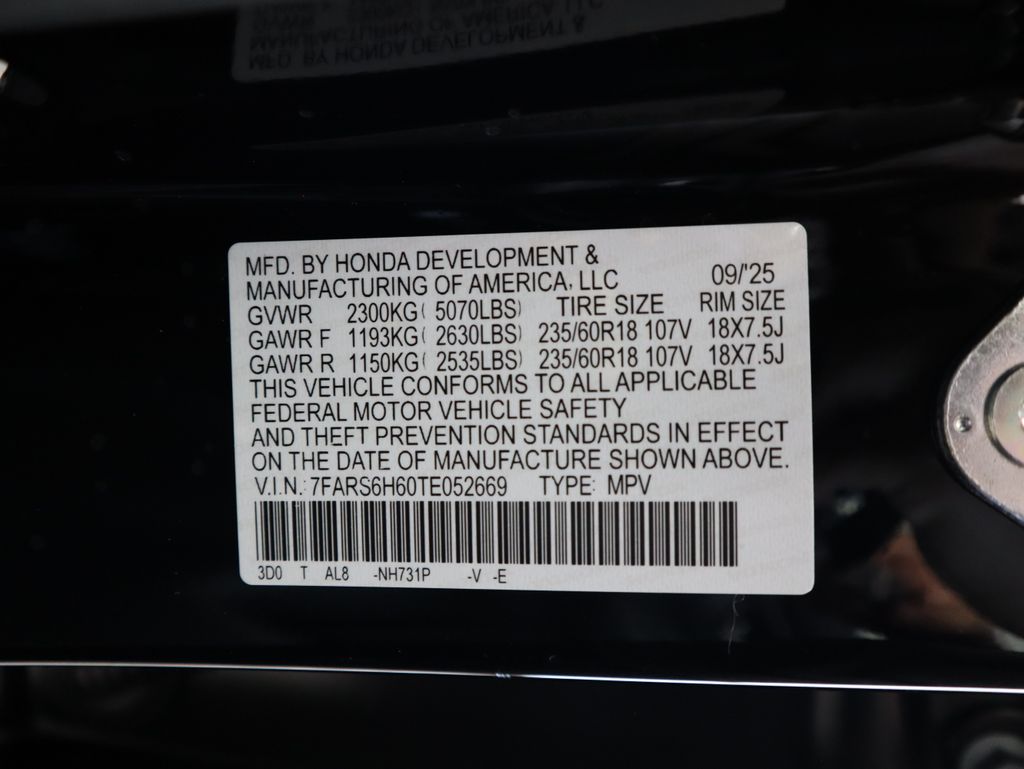 MFD. BY HONDA DEVELOPMENT &
MANUFACTURING OF AMERICA, LLC 09/'25
GVWR 2300KG( 5070LBS) TIRE SIZE RIM SIZE
GAWR F 1193KG( 2630LBS) 235/60R18 107V 18X7.5J
GAWR R 1150KG( 2535LBS) 235/60R18 107V 18X7.5J
THIS VEHICLE CONFORMS TO ALL APPLICABLE
FEDERAL MOTOR VEHICLE SAFETY
AND THEFT PREVENTION STANDARDS IN EFFECT
ON THE DATE OF MANUFACTURE SHOWN ABOVE.
V.I.N.: 7FARS6H60TE052669 TYPE: MPV
3D0 T AL8 -NH731P -V -E